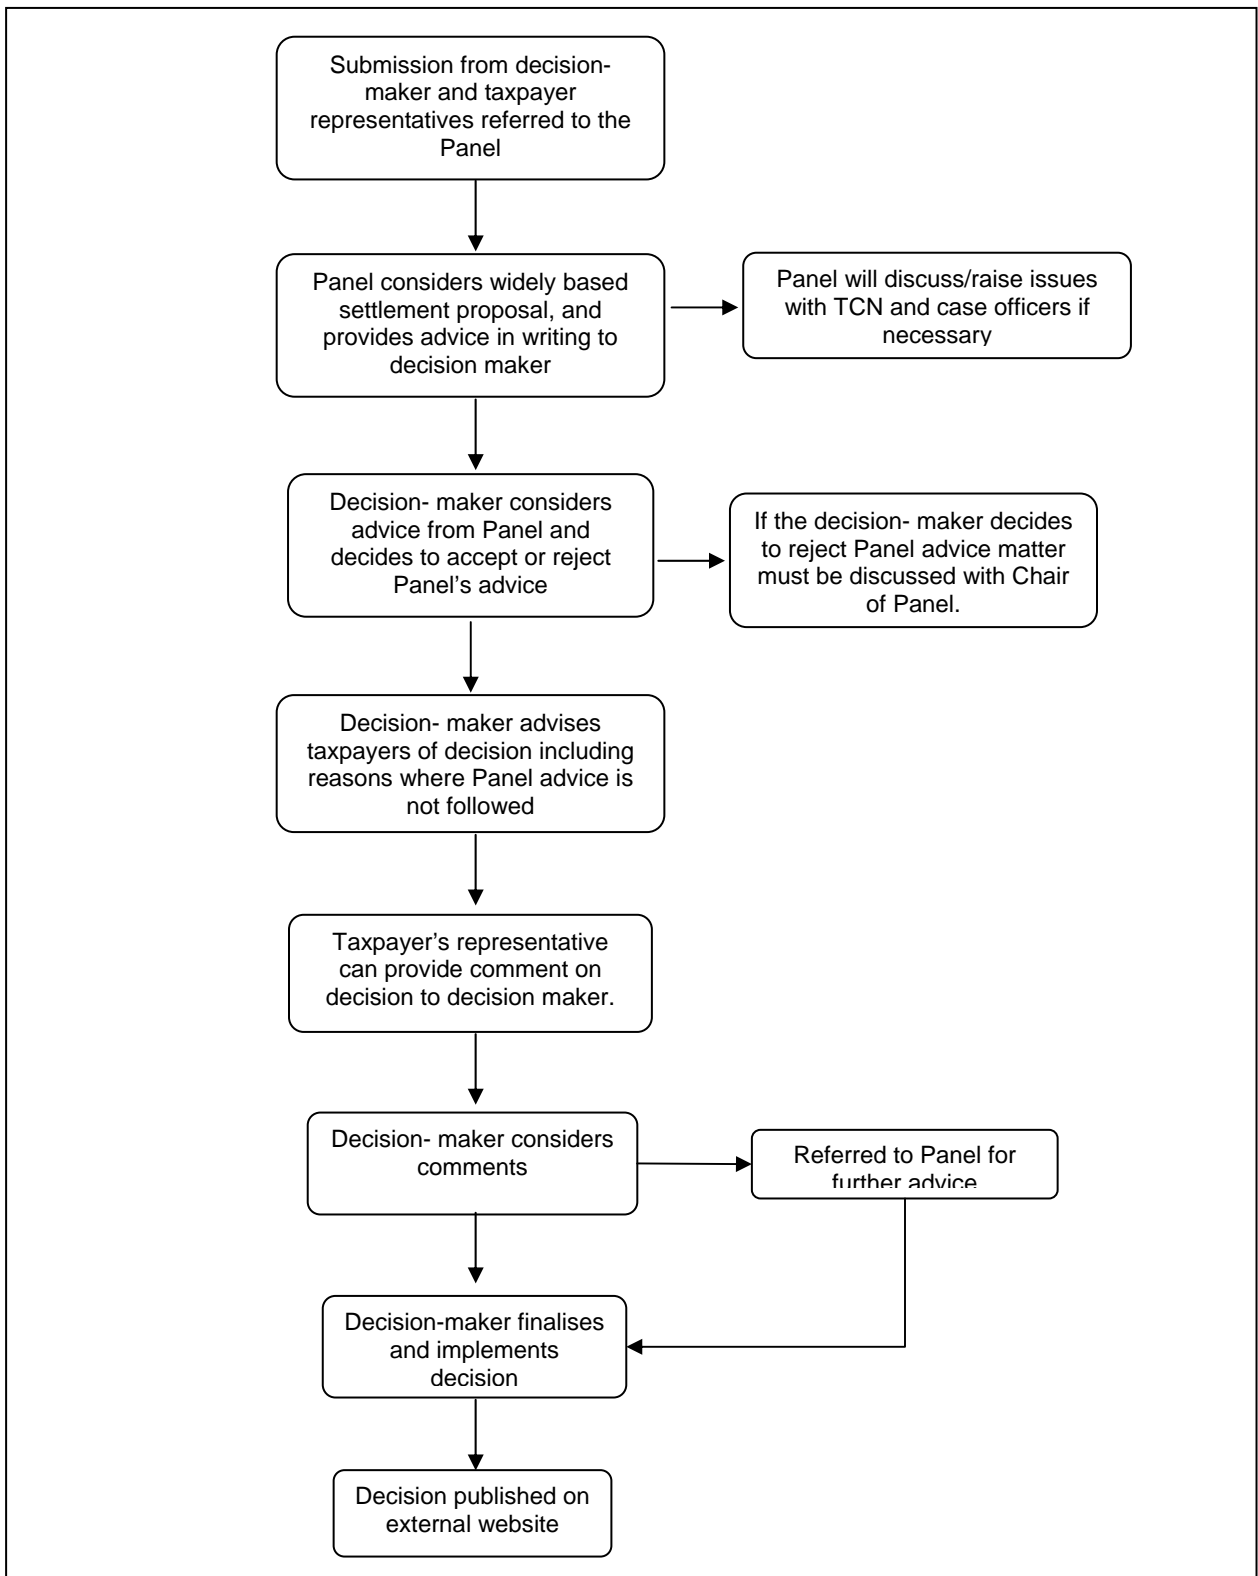 Submission from decision-
maker and taxpayer
representatives referred to the
Panel
Panel considers widely based
settlement proposal, and
provides advice in writing to
decision maker
Panel will discuss/raise issues
with TCN and case officers if
necessary
Decision- maker considers
advice from Panel and
decides to accept or reject
Panel’s advice
If the decision- maker decides
to reject Panel advice matter
must be discussed with Chair
of Panel.
Decision- maker advises
taxpayers of decision including
reasons where Panel advice is
not followed
Taxpayer’s representative
can provide comment on
decision to decision maker.
Decision- maker considers
comments
Referred to Panel for
further advice
Decision-maker finalises
and implements
decision
Decision published on
external website